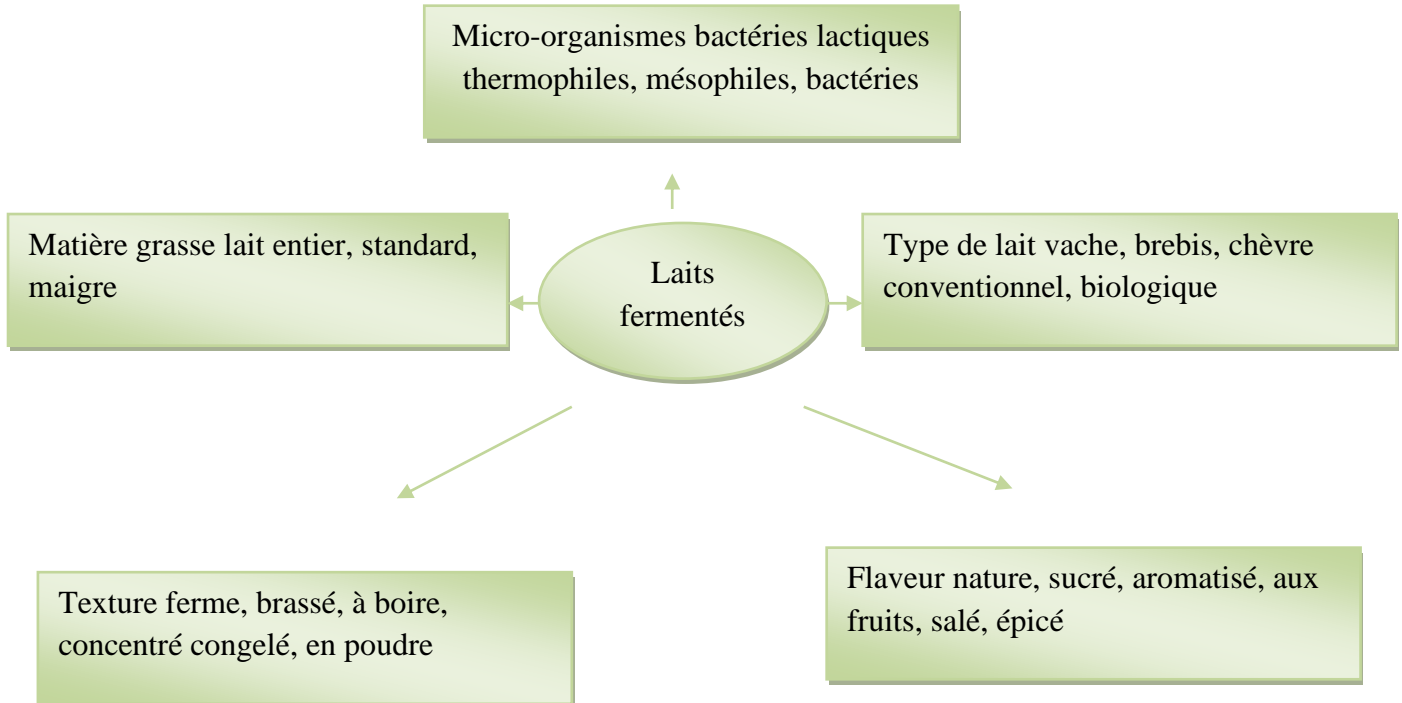 Micro-organismes bactéries lactiques
thermophiles, mésophiles, bactéries
Matière grasse lait entier, standard,
maigre
Laits
fermentés
Type de lait vache, brebis, chèvre
conventionnel, biologique
Texture ferme, brassé, à boire,
concentré congelé, en poudre
Flaveur nature, sucré, aromatisé, aux
fruits, salé, épicé